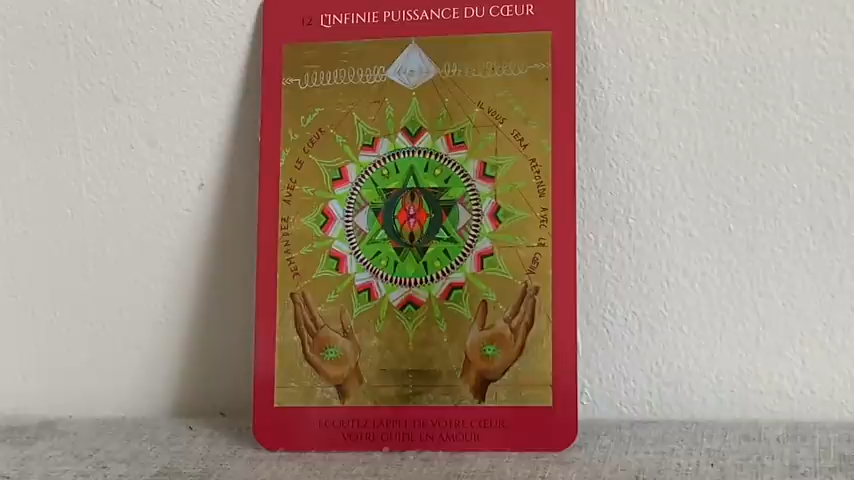 12 L'INFINIE PUISSANCE DU CŒUR
DEMANDEZ AVEC LE CŒUR
IL VOUS SERA RÉPONDU AVEC LE CŒUR
ECOUTEZ L'APPEL DE VOTRE CŒUR,
VOTRE GUIDE EN AMOUR